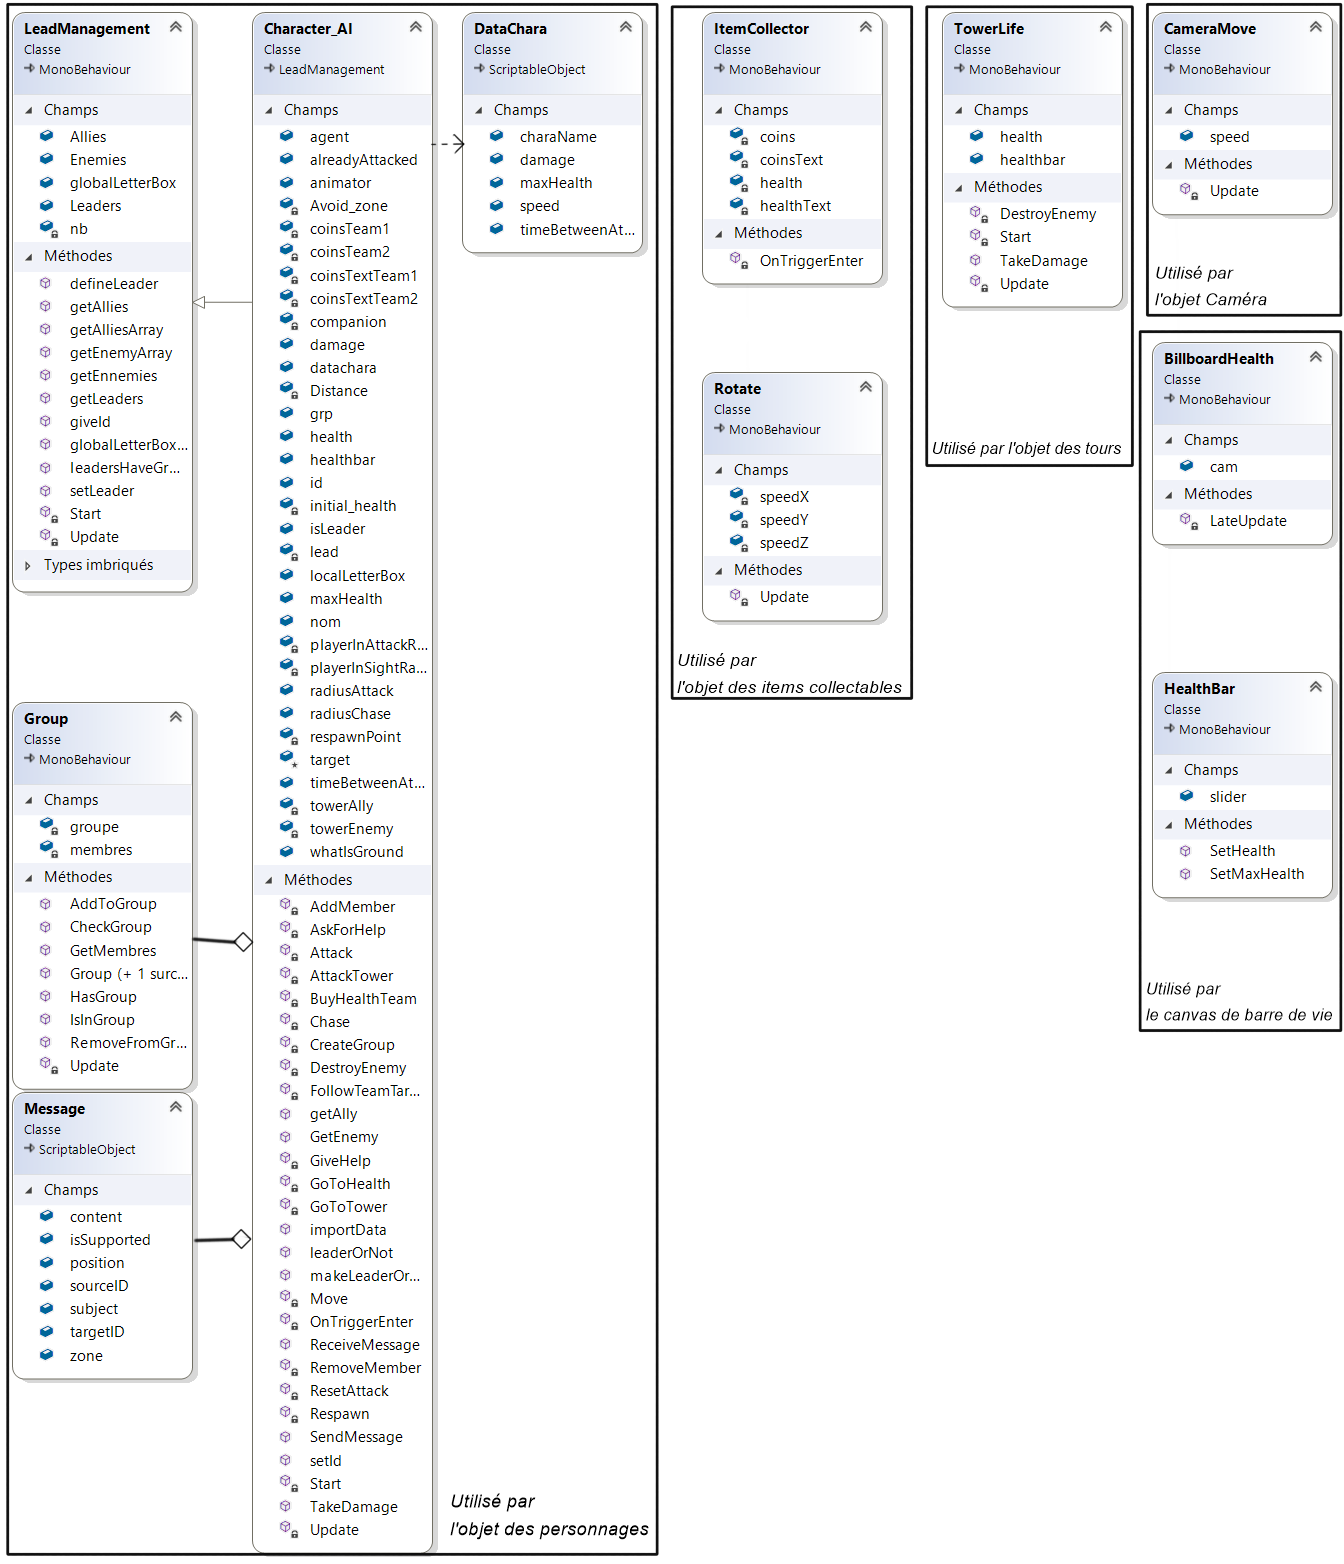 LeadManagement
Classe
MonoBehaviour
Champs
Allies
Enemies
globalLetterBox
Leaders
nb
Méthodes
defineLeader
getAllies
getAlliesArray
getEnemyArray
getEnnemies
getLeaders
giveId
globalLetterBox...
leadersHaveGr...
setLeader
Start
Update
Types imbriqués
Group
Classe
MonoBehaviour
Champs
groupe
membres
Méthodes
AddToGroup
CheckGroup
GetMembres
Group (+ 1 surc...
HasGroup
IsInGroup
RemoveFromGr...
Update
Message
Classe
ScriptableObject
Champs
content
isSupported
position
sourceID
subject
targetID
zone
Character_AI
Classe
LeadManagement
Champs
agent
alreadyAttacked
animator
Avoid_zone
coinsTeam1
coinsTeam2
coinsTextTeam1
coinsTextTeam2
companion
damage
datachara
Distance
grp
health
healthbar
id
initial_health
isLeader
lead
localLetterBox
maxHealth
nom
playerInAttackR...
playerInSightRa...
radiusAttack
radiusChase
respawnPoint
target
timeBetweenAt...
towerAlly
towerEnemy
whatIsGround
Méthodes
AddMember
AskForHelp
Attack
AttackTower
BuyHealthTeam
Chase
CreateGroup
DestroyEnemy
FollowTeamTar...
getAlly
GetEnemy
GiveHelp
GoToHealth
GoToTower
importData
leaderOrNot
makeLeaderOr...
Move
OnTriggerEnter
ReceiveMessage
RemoveMember
ResetAttack
Respawn
SendMessage
setId
Start
TakeDamage
Update
DataChara
Classe
ScriptableObject
Champs
charaName
damage
maxHealth
speed
timeBetweenAt...
Utilisé par
l'objet des personnages
ItemCollector
Classe
MonoBehaviour
Champs
coins
coinsText
health
healthText
Méthodes
OnTriggerEnter
Rotate
Classe
MonoBehaviour
Champs
speedX
speedY
speedZ
Méthodes
Update
Utilisé par
l'objet des items collectables
TowerLife
Classe
MonoBehaviour
Champs
health
healthbar
Méthodes
DestroyEnemy
Start
TakeDamage
Update
Utilisé par l'objet des tours
CameraMove
Classe
MonoBehaviour
Champs
speed
Méthodes
Update
Utilisé par
l'objet Caméra
BillboardHealth
Classe
MonoBehaviour
Champs
cam
Méthodes
LateUpdate
HealthBar
Classe
MonoBehaviour
Champs
slider
Méthodes
SetHealth
SetMaxHealth
Utilisé par
le canvas de barre de vie